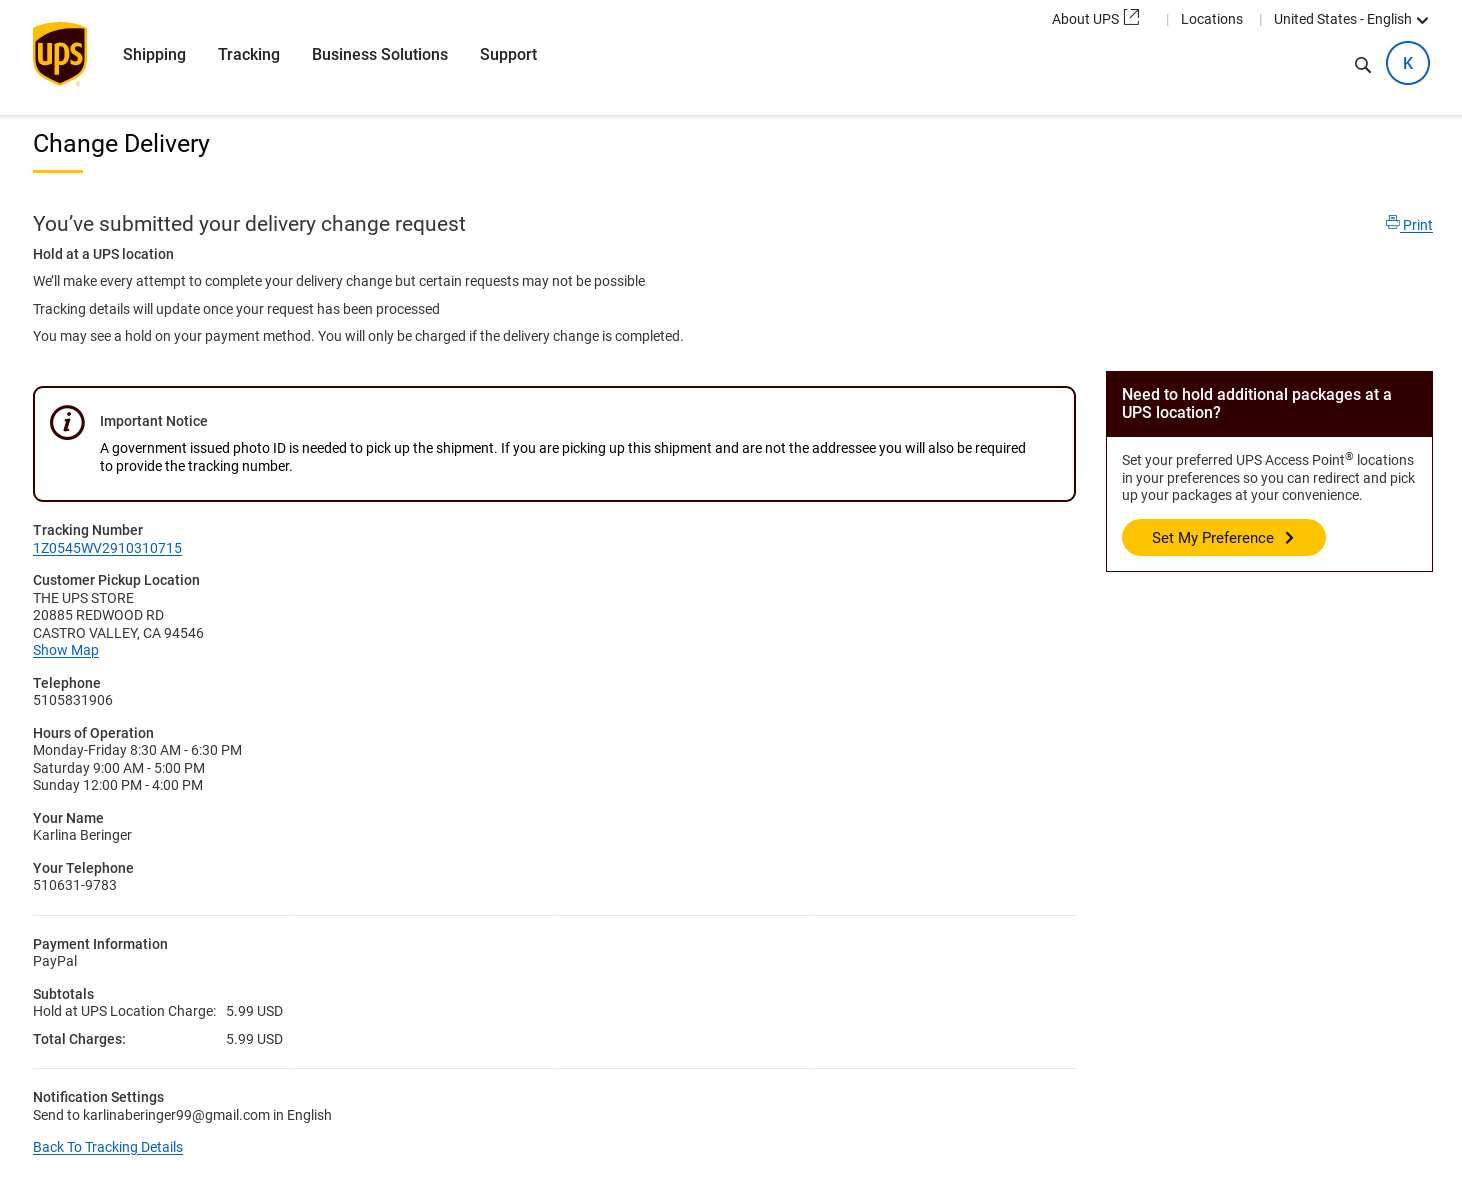 About UPS
Locations
United States - English
ups
Shipping
Tracking
Business Solutions
Support
K
Change Delivery
You’ve submitted your delivery change request
Print
Hold at a UPS location
We’ll make every attempt to complete your delivery change but certain requests may not be possible
Tracking details will update once your request has been processed
You may see a hold on your payment method. You will only be charged if the delivery change is completed.
Important Notice
A government issued photo ID is needed to pick up the shipment. If you are picking up this shipment and are not the addressee you will also be required
to provide the tracking number.
Need to hold additional packages at a
UPS location?
Set your preferred UPS Access Point® locations
in your preferences so you can redirect and pick
up your packages at your convenience.
Set My Preference
Tracking Number
1Z0545WV2910310715
Customer Pickup Location
THE UPS STORE
20885 REDWOOD RD
CASTRO VALLEY, CA 94546
Show Map
Telephone
5105831906
Hours of Operation
Monday-Friday 8:30 AM - 6:30 PM
Saturday 9:00 AM - 5:00 PM
Sunday 12:00 PM - 4:00 PM
Your Name
Karlina Beringer
Your Telephone
510631-9783
Payment Information
PayPal
Subtotals
Hold at UPS Location Charge: 5.99 USD
Total Charges: 5.99 USD
Notification Settings
Send to karlinaberinger99@gmail.com in English
Back To Tracking Details